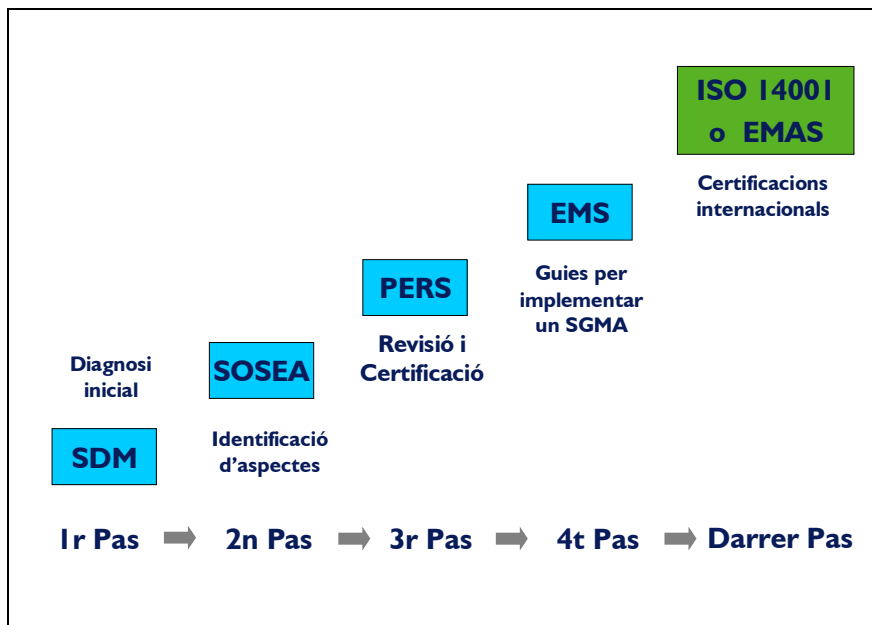 ISO 14001
o EMAS
Certificacions
internacionals
EMS
Guies per
implementar
un SGMA
PERS
Revisió i
Certificació
SOSEA
Identificació
d’aspectes
Diagnosi
inicial
SDM
1r Pas
2n Pas
3r Pas
4t Pas
Darrer Pas